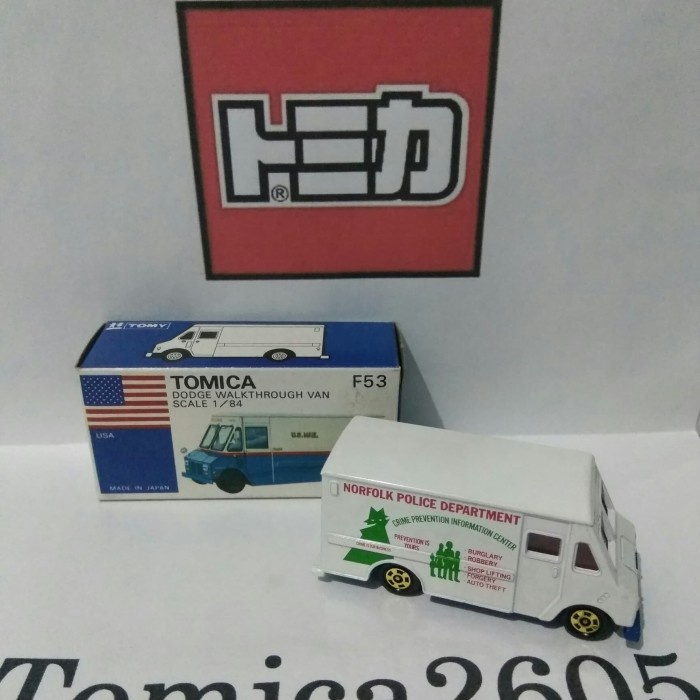 トミカ
®
TOMY
TOMICA F53
DODGE WALKTHROUGH VAN
SCALE 1/84
USA
U.S. MAIL
MADE IN JAPAN
NORFOLK POLICE DEPARTMENT
CRIME PREVENTION INFORMATION CENTER
PREVENTION IS
YOURS
BURGLARY
ROBBERY
SHOP LIFTING
FORGERY
AUTO THEFT
Tomica2605